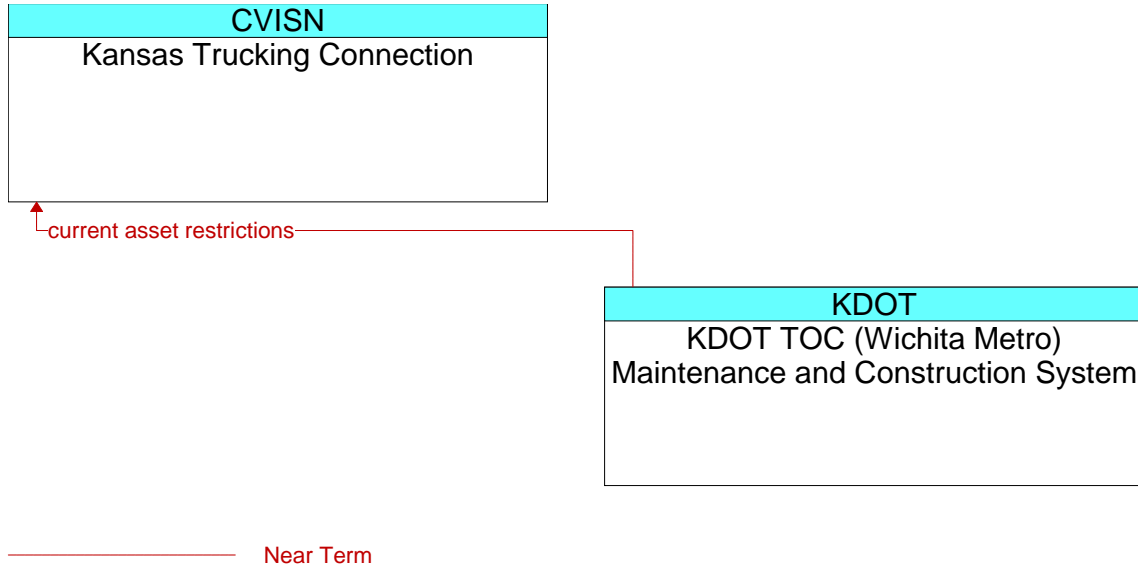 CVISN
Kansas Trucking Connection
current asset restrictions
KDOT
KDOT TOC (Wichita Metro)
Maintenance and Construction System
Near Term